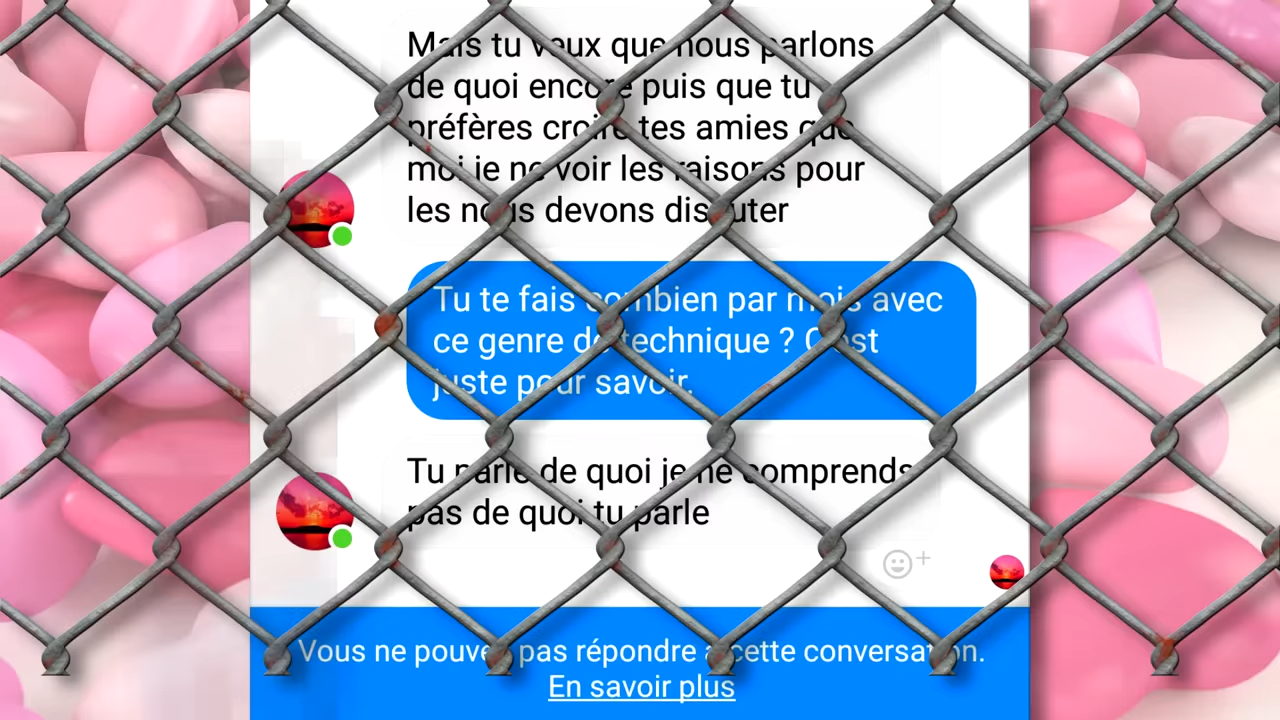 Mais tu veux que nous parlons
de quoi encore puis que tu
préfères croire tes amies que
moi je ne voir les raisons pour
les nous devons discuter
Tu te fais combien par mois avec
ce genre de technique ? C'est
juste pour savoir.
Tu parle de quoi je ne comprends
pas de quoi tu parle
Vous ne pouvez pas répondre à cette conversation.
En savoir plus